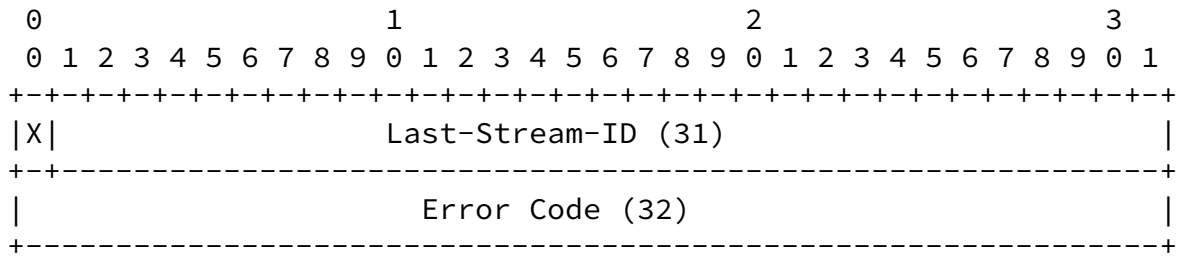 0                   1                   2                   3
 0 1 2 3 4 5 6 7 8 9 0 1 2 3 4 5 6 7 8 9 0 1 2 3 4 5 6 7 8 9 0 1
+-+-+-+-+-+-+-+-+-+-+-+-+-+-+-+-+-+-+-+-+-+-+-+-+-+-+-+-+-+-+-+-+
|X|                  Last-Stream-ID (31)                        |
+-+-------------------------------------------------------------+
|                      Error Code (32)                          |
+---------------------------------------------------------------+